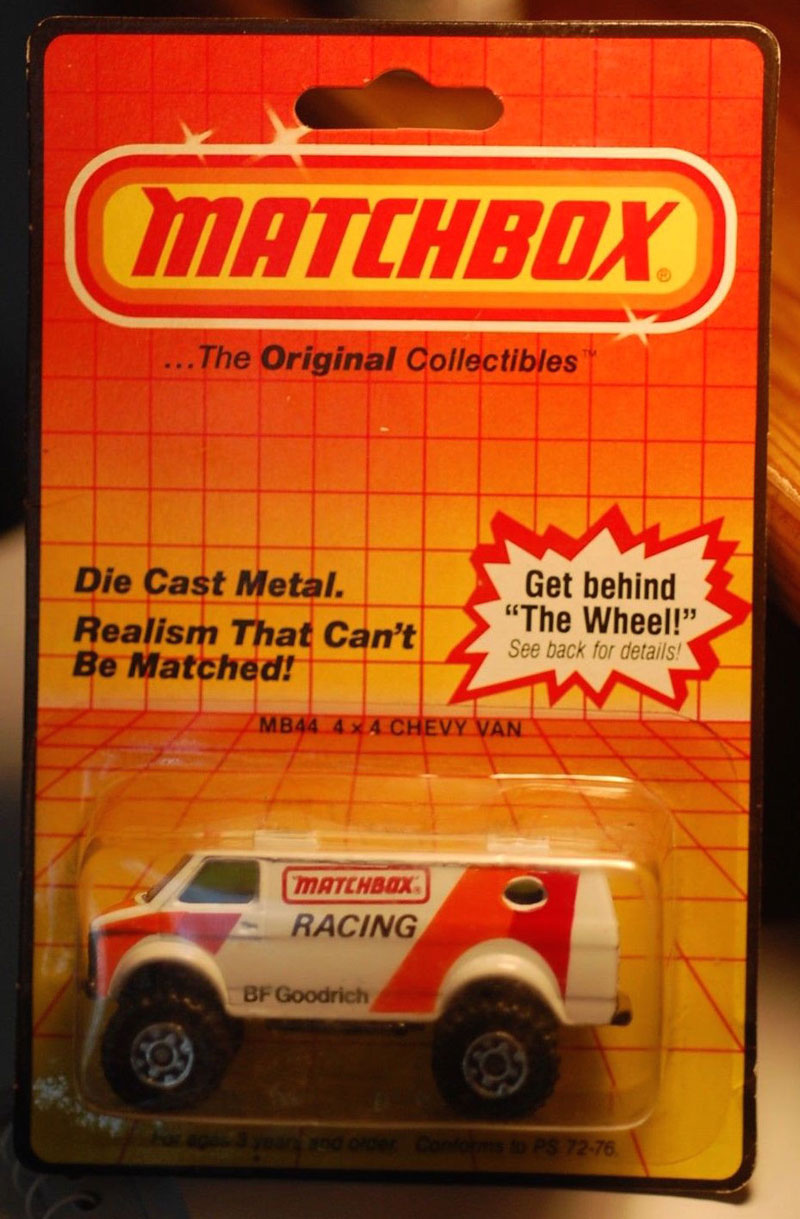 MATCHBOX®
...The Original Collectibles™
Die Cast Metal.
Realism That Can't
Be Matched!
Get behind
“The Wheel!”
See back for details!
MB44 4 x 4 CHEVY VAN
MATCHBOX
RACING
BF Goodrich
For ages 3 years and order. Conforms to PS 72-76.